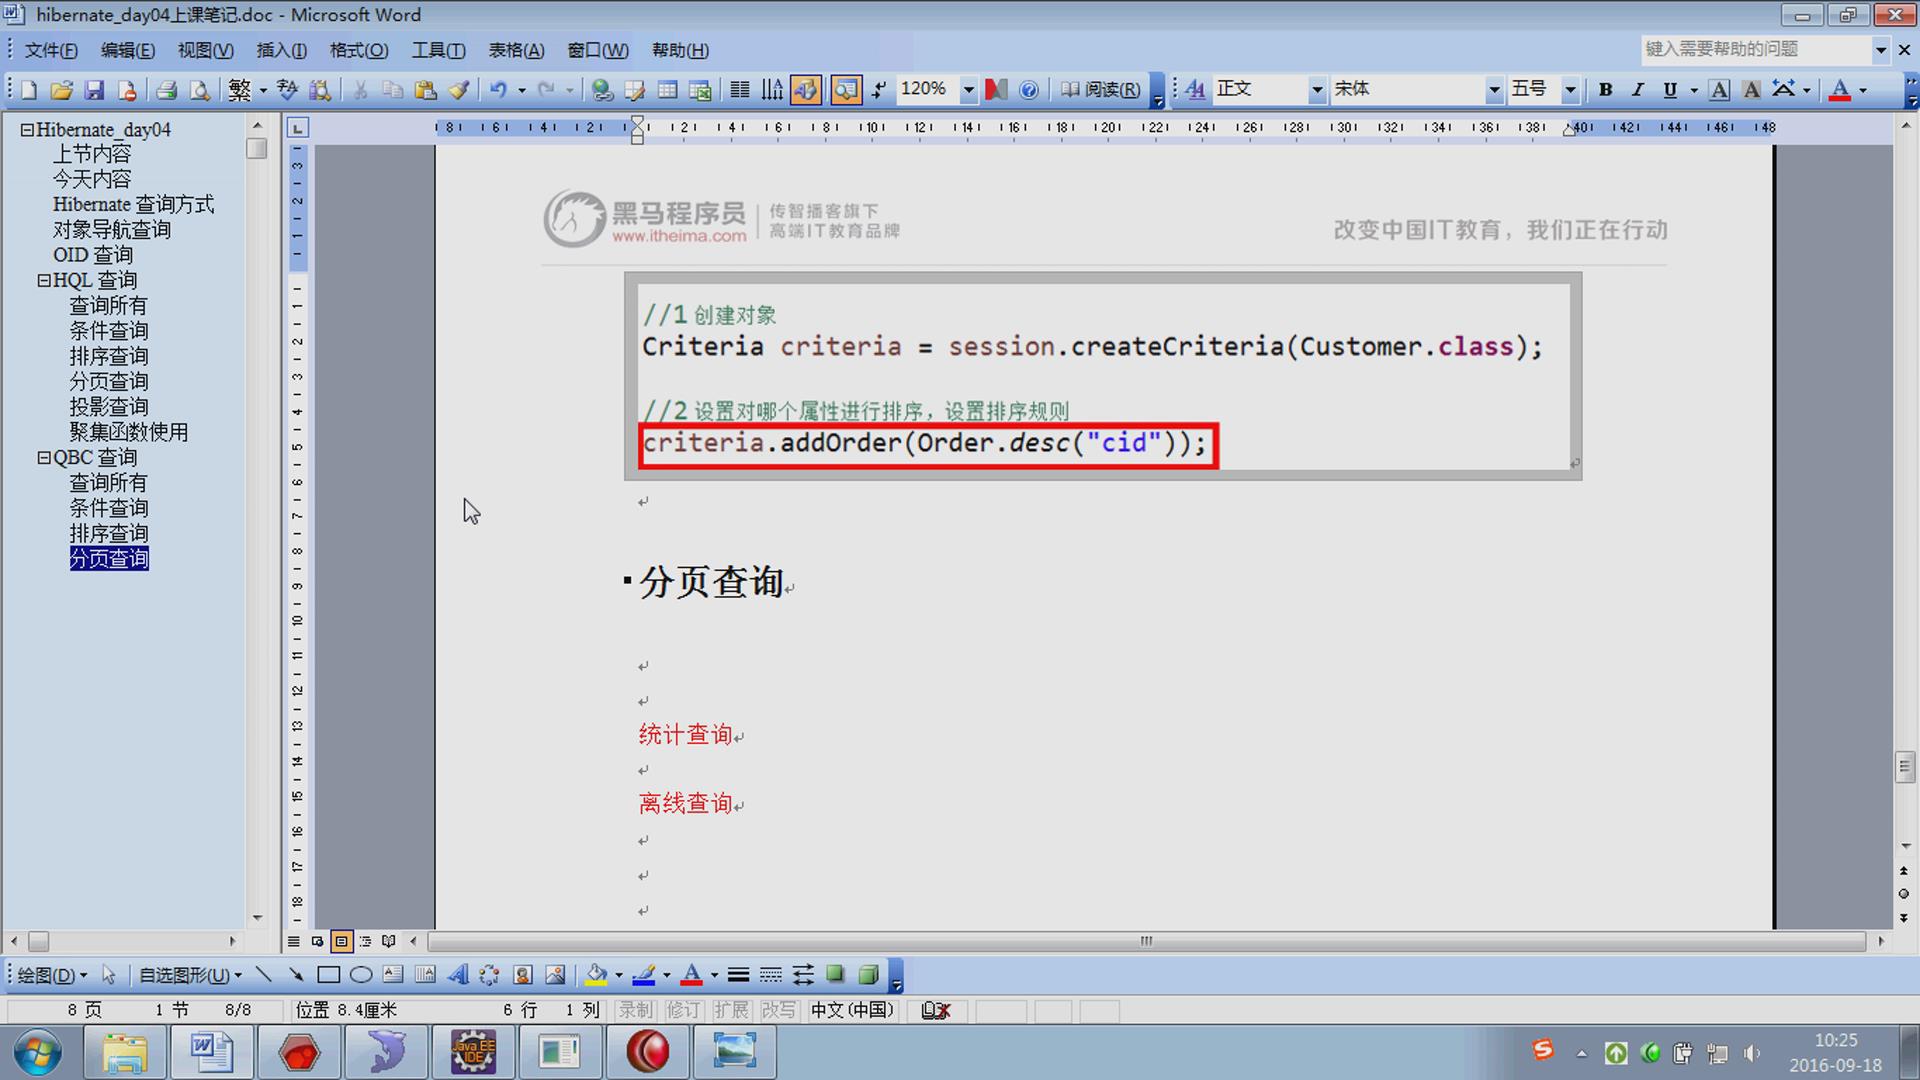 hibernate_day04上课笔记.doc - Microsoft Word
文件(F) 编辑(E) 视图(V) 插入(I) 格式(O) 工具(T) 表格(A) 窗口(W) 帮助(H)
键入需要帮助的问题
繁 120% 阅读(R) 正文 宋体 五号 B I U A A A
Hibernate_day04
上节内容
今天内容
Hibernate 查询方式
对象导航查询
OID 查询
HQL 查询
查询所有
条件查询
排序查询
分页查询
投影查询
聚集函数使用
QBC 查询
查询所有
条件查询
排序查询
分页查询
黑马程序员
www.itheima.com
传智播客旗下
高端IT教育品牌
改变中国IT教育，我们正在行动
//1 创建对象
Criteria criteria = session.createCriteria(Customer.class);
//2 设置对哪个属性进行排序，设置排序规则
criteria.addOrder(Order.desc("cid"));
分页查询
统计查询
离线查询
绘图(D) 自选图形(U)
8 页 1 节 8/8 位置 8.4厘米 6 行 1 列 录制 修订 扩展 改写 中文(中国)
Java EE
IDE
10:25
2016-09-18